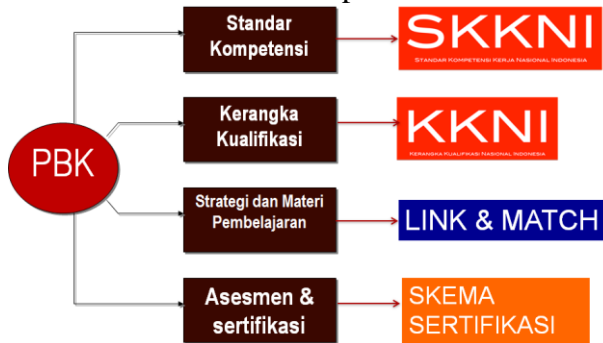 PBK
Standar
Kompetensi
SKKNI
STANDAR KOMPETENSI KERJA NASIONAL INDONESIA
Kerangka
Kualifikasi
KKNI
KERANGKA KUALIFIKASI NASIONAL INDONESIA
Strategi dan Materi
Pembelajaran
LINK & MATCH
Asesmen &
sertifikasi
SKEMA
SERTIFIKASI